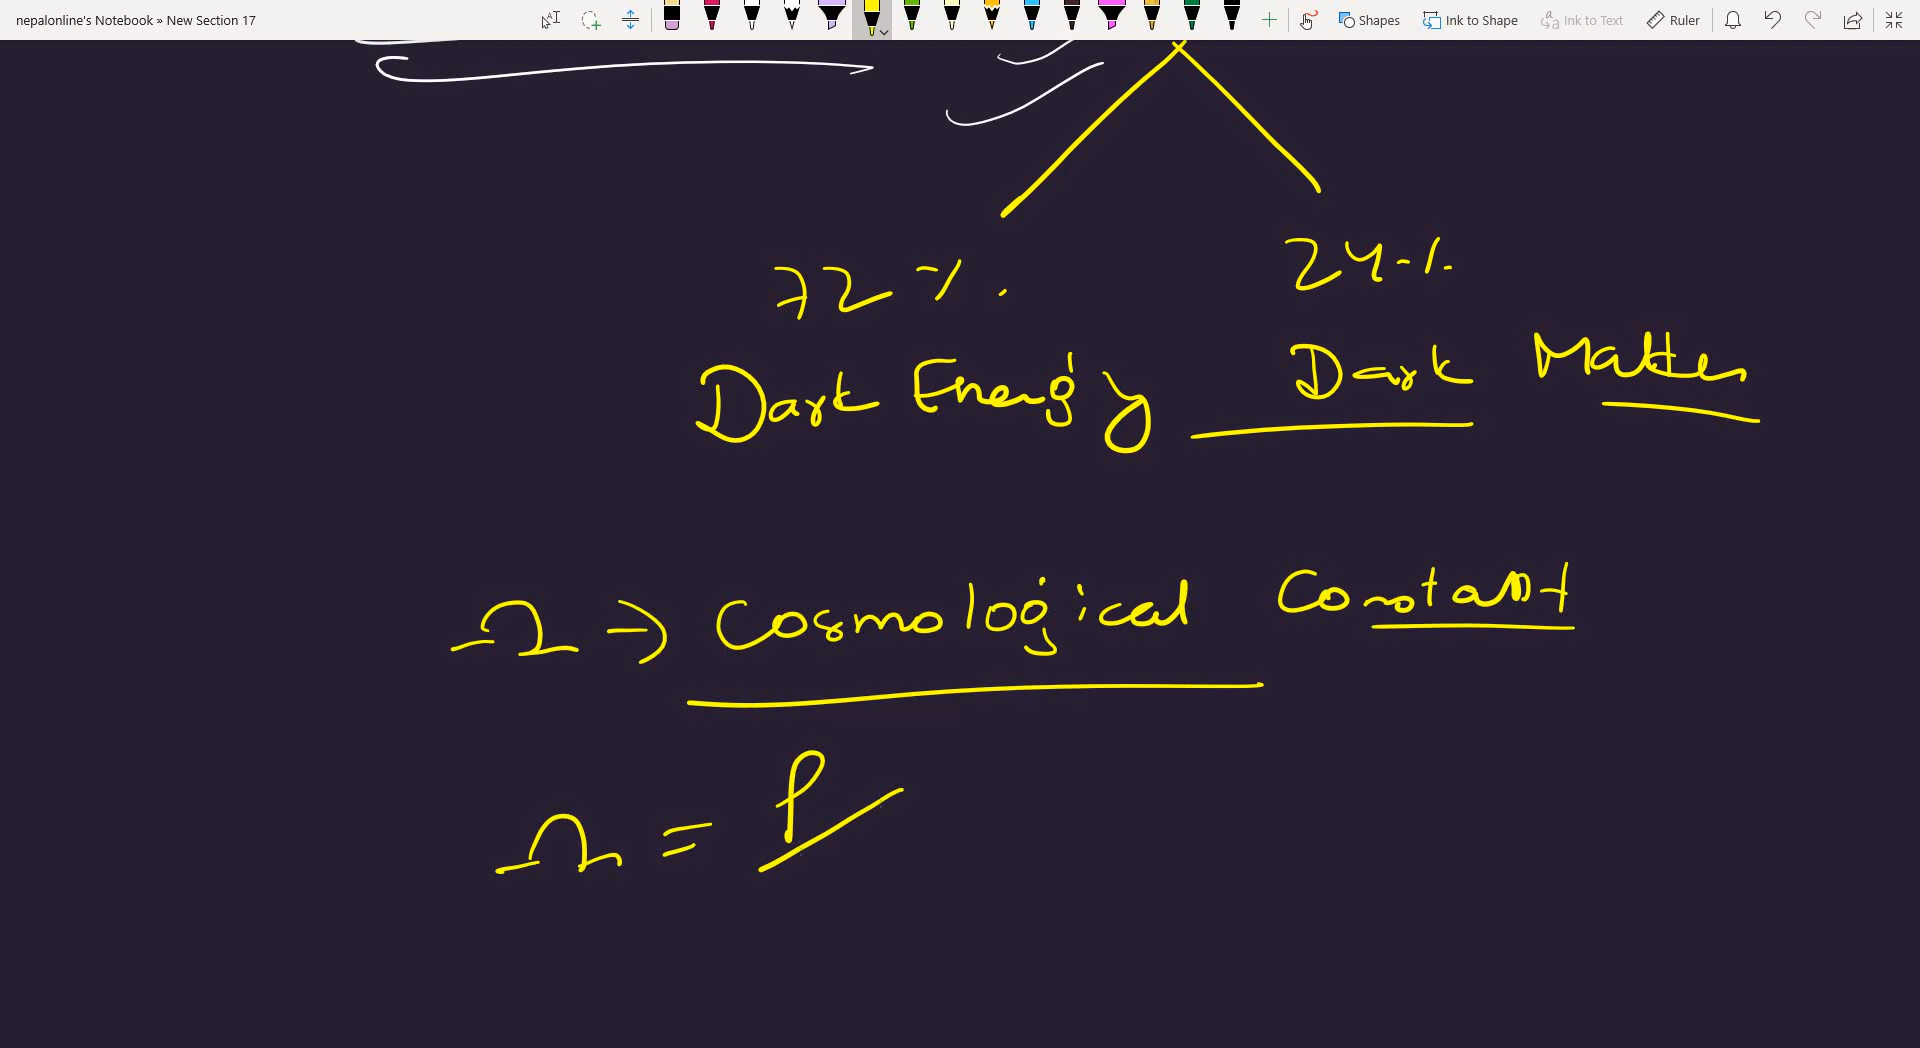 nepalonline's Notebook » New Section 17
Shapes Ink to Shape Ink to Text Ruler
72 % 24 %
Dark Energy Dark Matter
Ω → Cosmological Constant
Ω = ρ